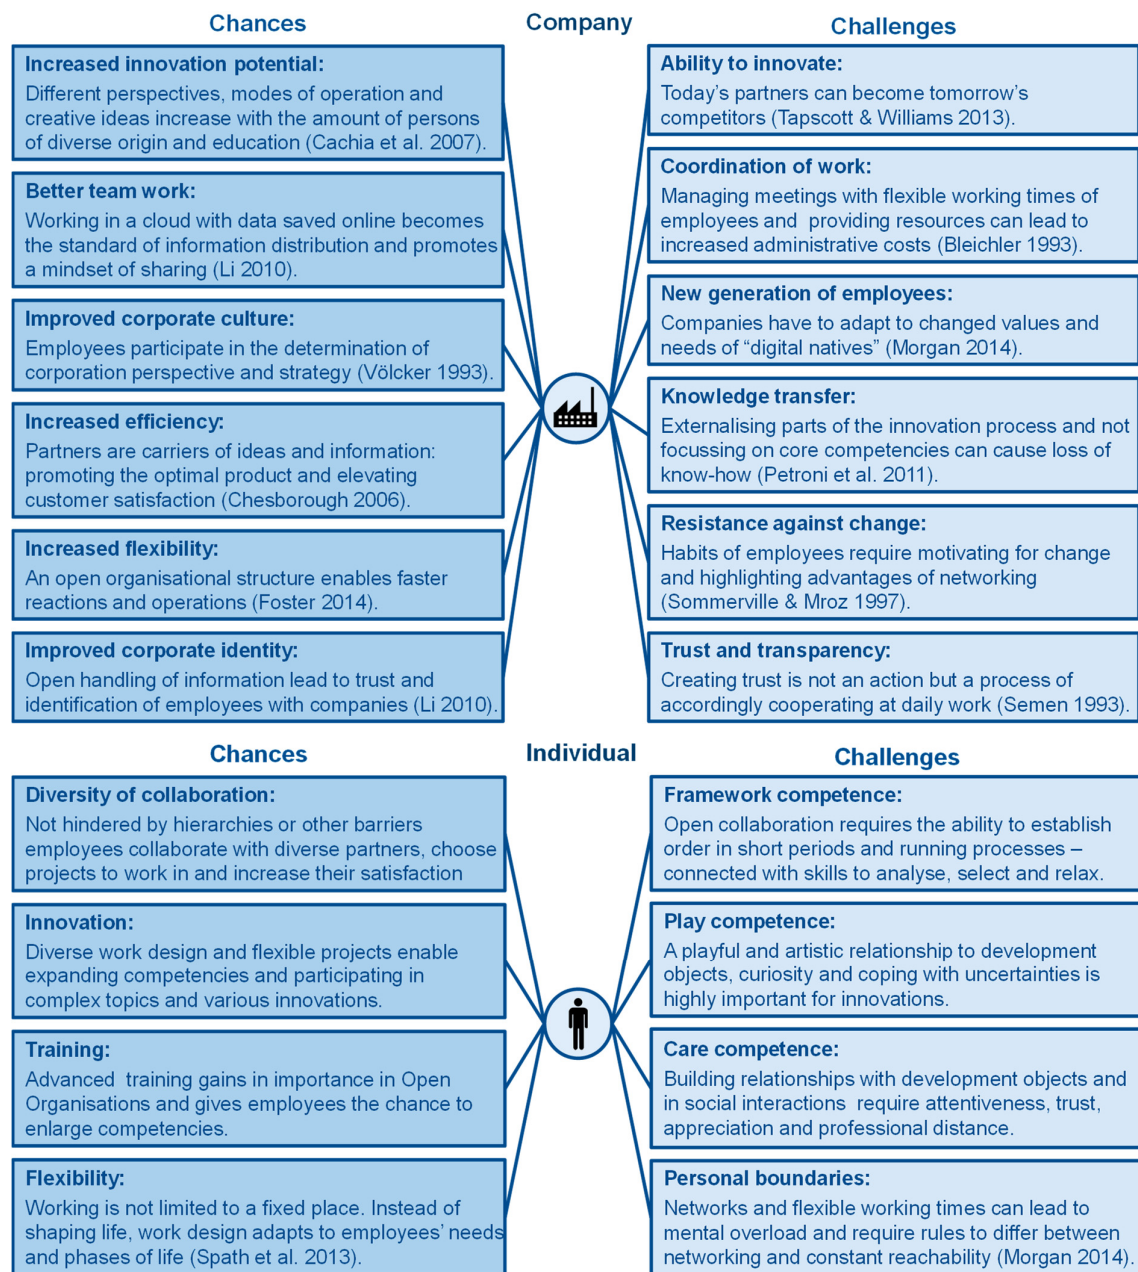 Chances
Company
Challenges
Increased innovation potential:
Different perspectives, modes of operation and
creative ideas increase with the amount of persons
of diverse origin and education (Cachia et al. 2007).
Better team work:
Working in a cloud with data saved online becomes
the standard of information distribution and promotes
a mindset of sharing (Li 2010).
Improved corporate culture:
Employees participate in the determination of
corporation perspective and strategy (Völcker 1993).
Increased efficiency:
Partners are carriers of ideas and information:
promoting the optimal product and elevating
customer satisfaction (Chesborough 2006).
Increased flexibility:
An open organisational structure enables faster
reactions and operations (Foster 2014).
Improved corporate identity:
Open handling of information lead to trust and
identification of employees with companies (Li 2010).
Ability to innovate:
Today's partners can become tomorrow's
competitors (Tapscott & Williams 2013).
Coordination of work:
Managing meetings with flexible working times of
employees and providing resources can lead to
increased administrative costs (Bleichler 1993).
New generation of employees:
Companies have to adapt to changed values and
needs of “digital natives” (Morgan 2014).
Knowledge transfer:
Externalising parts of the innovation process and not
focussing on core competencies can cause loss of
know-how (Petroni et al. 2011).
Resistance against change:
Habits of employees require motivating for change
and highlighting advantages of networking
(Sommerville & Mroz 1997).
Trust and transparency:
Creating trust is not an action but a process of
accordingly cooperating at daily work (Semen 1993).
Chances
Individual
Challenges
Diversity of collaboration:
Not hindered by hierarchies or other barriers
employees collaborate with diverse partners, choose
projects to work in and increase their satisfaction
Innovation:
Diverse work design and flexible projects enable
expanding competencies and participating in
complex topics and various innovations.
Training:
Advanced training gains in importance in Open
Organisations and gives employees the chance to
enlarge competencies.
Flexibility:
Working is not limited to a fixed place. Instead of
shaping life, work design adapts to employees' needs
and phases of life (Spath et al. 2013).
Framework competence:
Open collaboration requires the ability to establish
order in short periods and running processes –
connected with skills to analyse, select and relax.
Play competence:
A playful and artistic relationship to development
objects, curiosity and coping with uncertainties is
highly important for innovations.
Care competence:
Building relationships with development objects and
in social interactions require attentiveness, trust,
appreciation and professional distance.
Personal boundaries:
Networks and flexible working times can lead to
mental overload and require rules to differ between
networking and constant reachability (Morgan 2014).